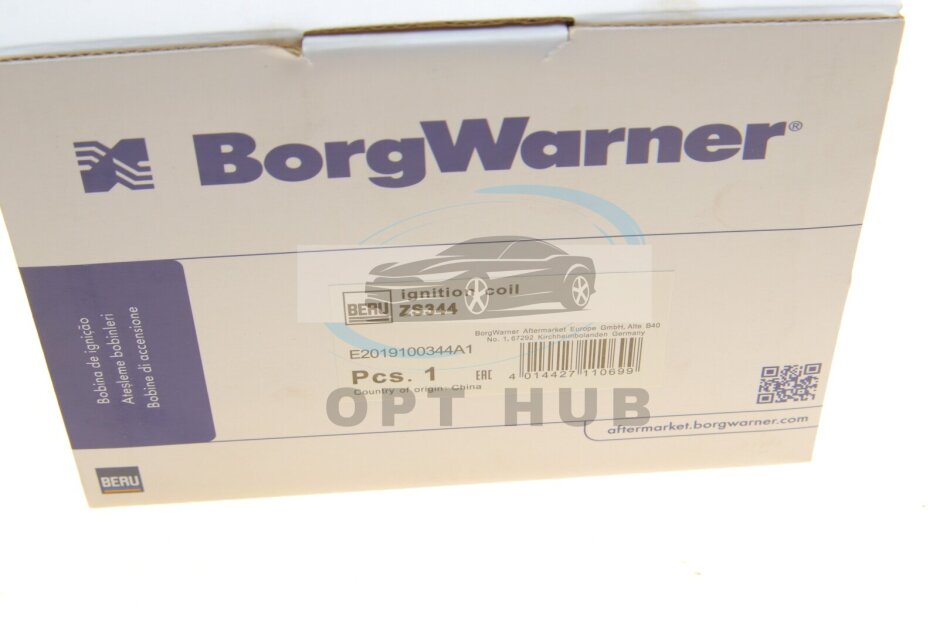 BorgWarner®
Bobina de ignição
Ateşleme bobinleri
Bobine di accensione
BERU
ignition coil
ZS344
BorgWarner Aftermarket Europe GmbH, Alte B40
No. 1, 67292 Kirchheimbolanden Germany
E2019100344A1
Pcs. 1
EAC
4 014427 110699
Country of origin: China
OPT HUB
aftermarket.borgwarner.com
BERU